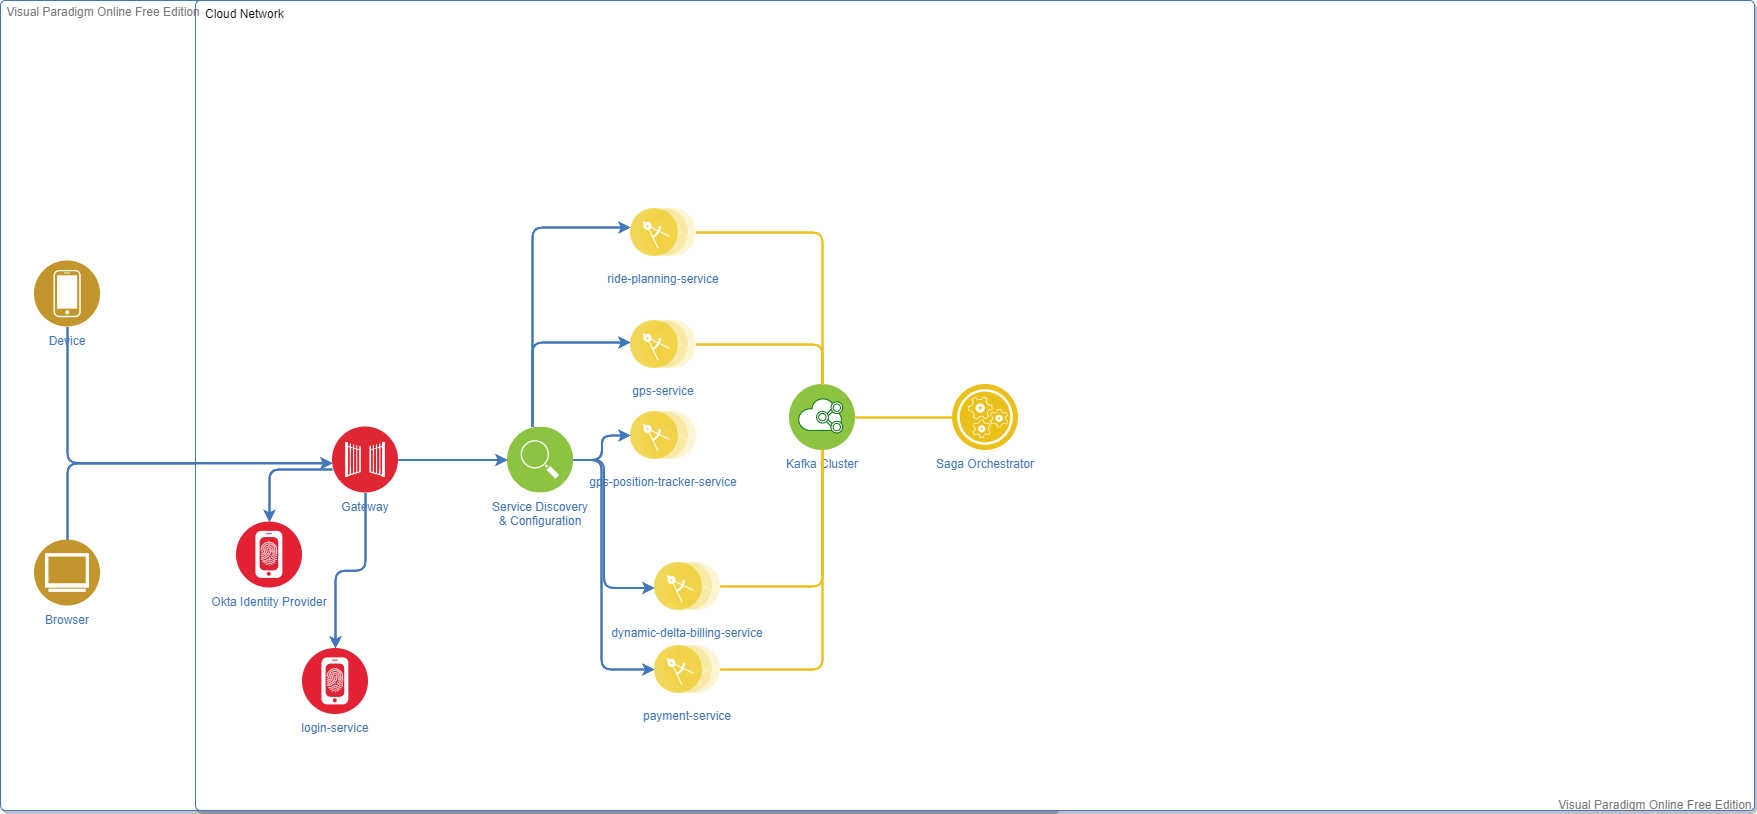 Visual Paradigm Online Free Edition
Cloud Network
ride-planning-service
Device
gps-service
Kafka Cluster
Saga Orchestrator
gps-position-tracker-service
Gateway
Service Discovery
& Configuration
Okta Identity Provider
Browser
dynamic-delta-billing-service
payment-service
login-service
Visual Paradigm Online Free Edition